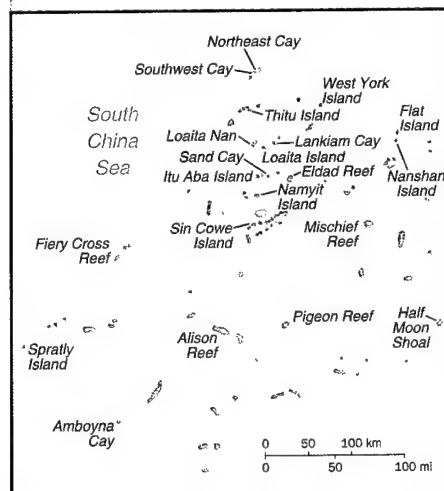 Northeast Cay
Southwest Cay
West York
Island
South
China
Sea
Thitu Island
Flat
Island
Loaita Nan
Lankiam Cay
Sand Cay
Loaita Island
Itu Aba Island
Eldad Reef
Nanshan
Island
Namyit
Island
Sin Cowe
Island
Mischief
Reef
Fiery Cross
Reef
Spratly
Island
Alison
Reef
Pigeon Reef
Half
Moon
Shoal
Amboyna
Cay
0 50 100 km
0 50 100 mi